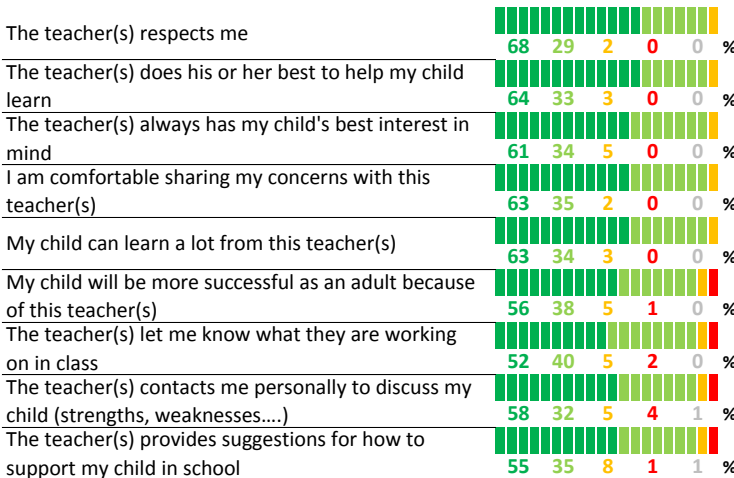 The teacher(s) respects me
68 29 2 0 0 %
The teacher(s) does his or her best to help my child
learn
64 33 3 0 0 %
The teacher(s) always has my child's best interest in
mind
61 34 5 0 0 %
I am comfortable sharing my concerns with this
teacher(s)
63 35 2 0 0 %
My child can learn a lot from this teacher(s)
63 34 3 0 0 %
My child will be more successful as an adult because
of this teacher(s)
56 38 5 1 0 %
The teacher(s) let me know what they are working
on in class
52 40 5 2 0 %
The teacher(s) contacts me personally to discuss my
child (strengths, weaknesses....)
58 32 5 4 1 %
The teacher(s) provides suggestions for how to
support my child in school
55 35 8 1 1 %